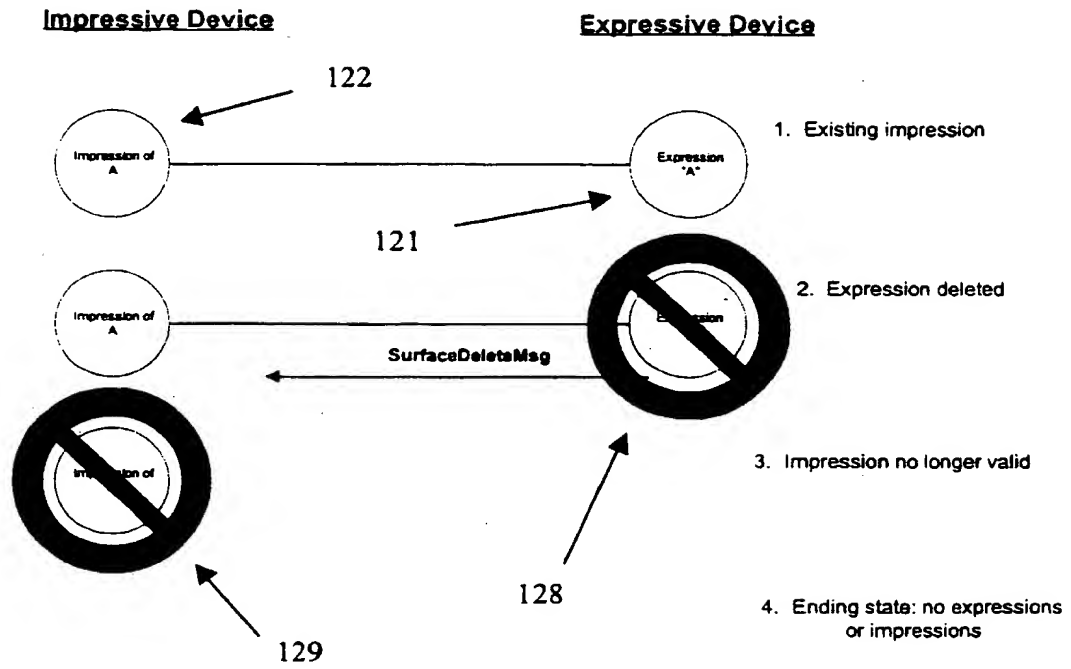 Impressive Device
Expressive Device
122
Impression of
A
Expression
"A"
1. Existing impression
121
Impression of
A
2. Expression deleted
SurfaceDeleteMsg
3. Impression no longer valid
128
4. Ending state: no expressions
or impressions
129